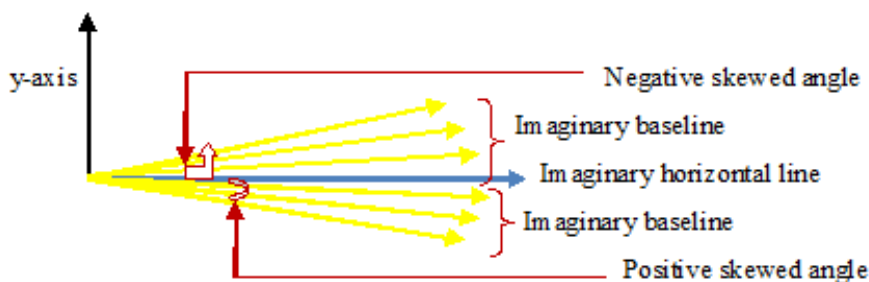 y-axis
Negative skewed angle
Imaginary baseline
Imaginary horizontal line
Imaginary baseline
Positive skewed angle